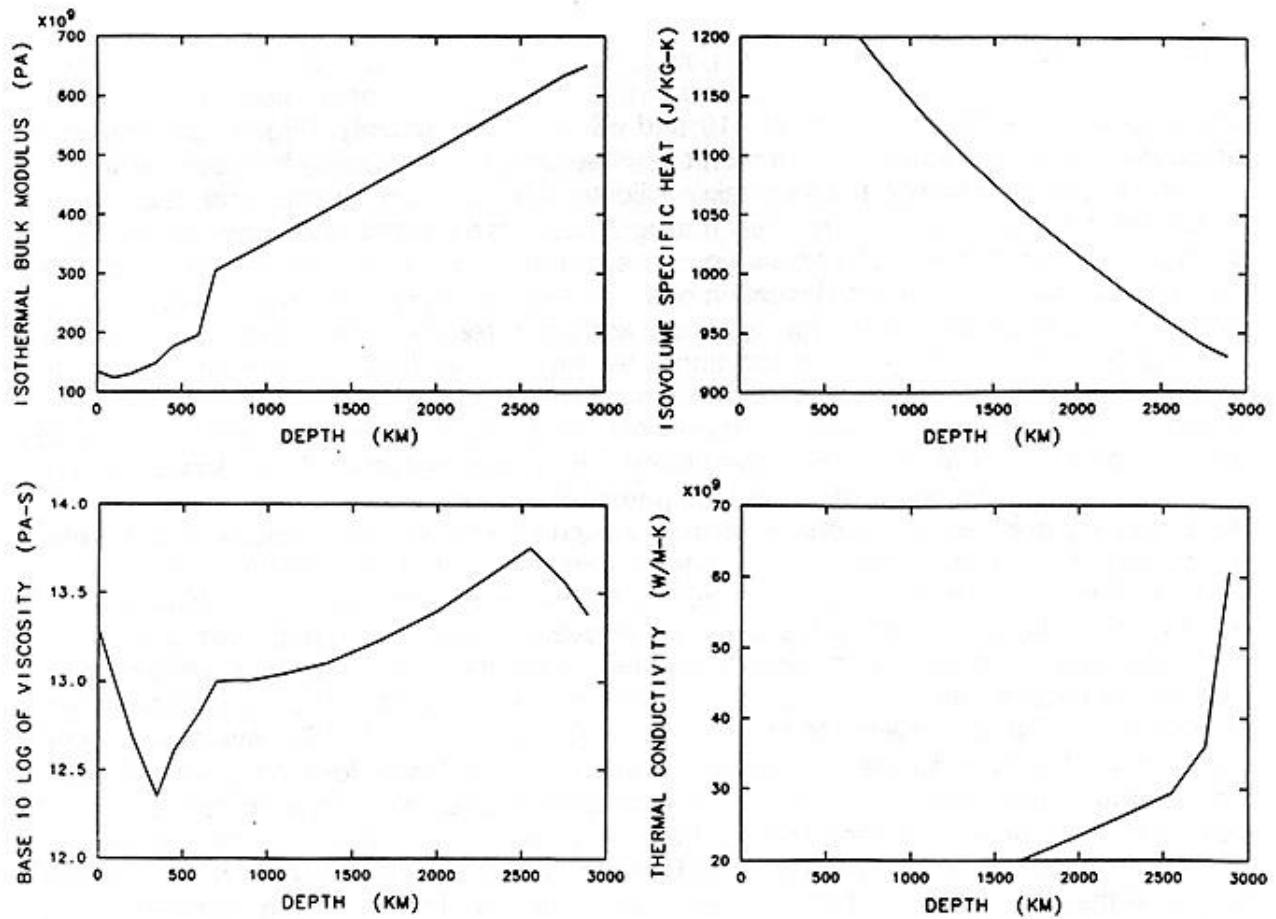 X10^9
700
600
500
400
300
200
100
ISOTHERMAL BULK MODULUS (PA)
0 500 1000 1500 2000 2500 3000
DEPTH (KM)
1200
1150
1100
1050
1000
950
900
ISOVOLUME SPECIFIC HEAT (J/KG-K)
0 500 1000 1500 2000 2500 3000
DEPTH (KM)
14.0
13.5
13.0
12.5
12.0
BASE 10 LOG OF VISCOSITY (PA-S)
0 500 1000 1500 2000 2500 3000
DEPTH (KM)
X10^9
70
60
50
40
30
20
THERMAL CONDUCTIVITY (W/M-K)
0 500 1000 1500 2000 2500 3000
DEPTH (KM)